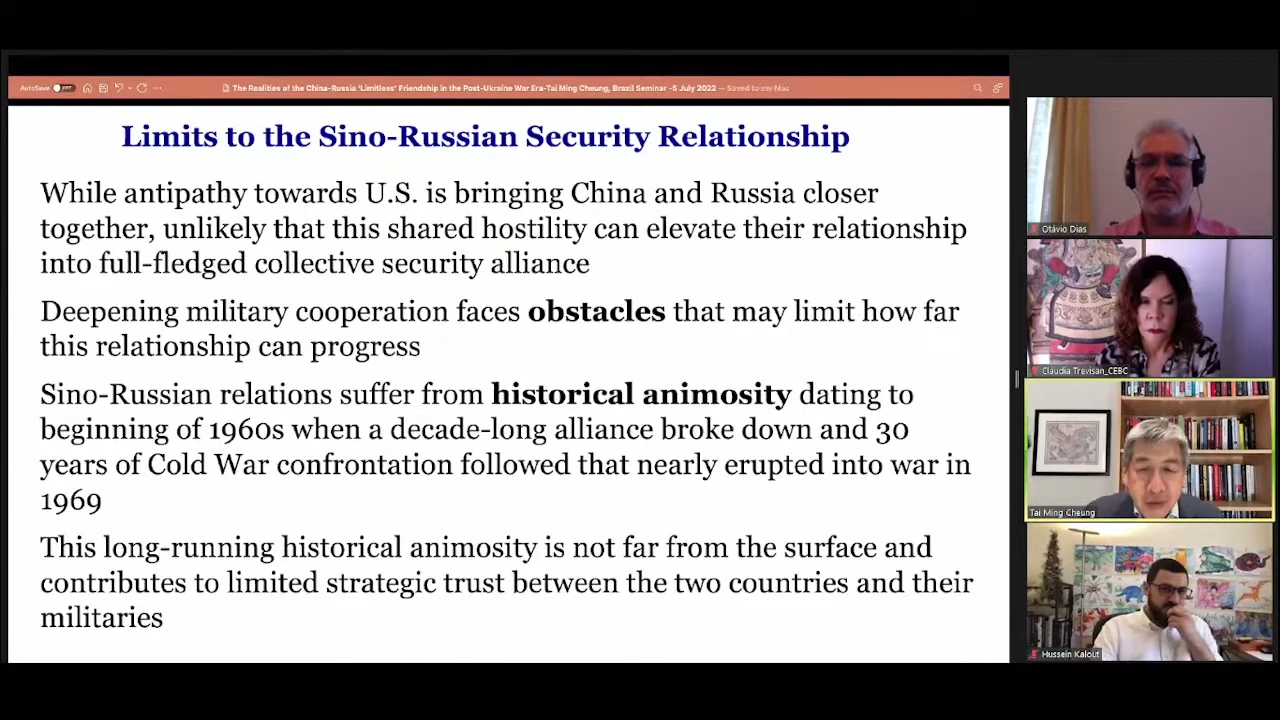 AutoSave OFF
The Realities of the China-Russia 'Limitless' Friendship in the Post-Ukraine War Era-Tai Ming Cheung, Brazil Seminar -5 July 2022 — Saved to my Mac
Limits to the Sino-Russian Security Relationship
While antipathy towards U.S. is bringing China and Russia closer
together, unlikely that this shared hostility can elevate their relationship
into full-fledged collective security alliance
Deepening military cooperation faces obstacles that may limit how far
this relationship can progress
Sino-Russian relations suffer from historical animosity dating to
beginning of 1960s when a decade-long alliance broke down and 30
years of Cold War confrontation followed that nearly erupted into war in
1969
This long-running historical animosity is not far from the surface and
contributes to limited strategic trust between the two countries and their
militaries
Otávio Dias
Claudia Trevisan_CEBC
Tai Ming Cheung
Hussein Kalout